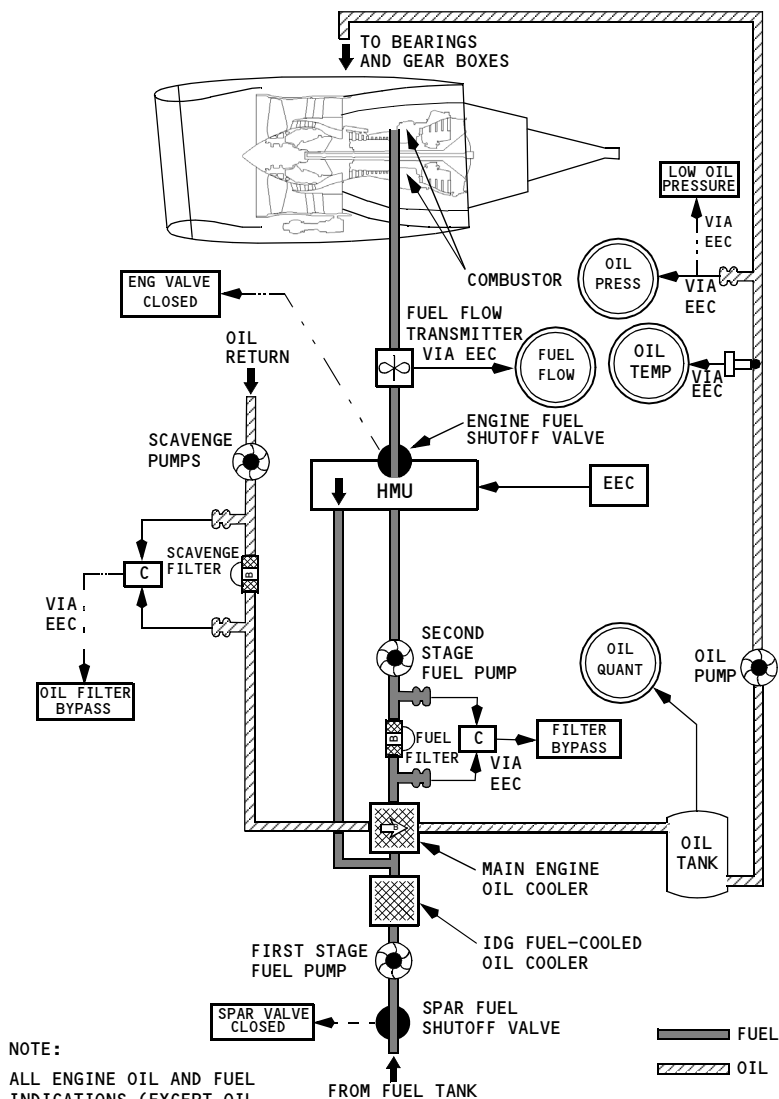 TO BEARINGS
AND GEAR BOXES
LOW OIL
PRESSURE
VIA
EEC
OIL
PRESS
VIA
EEC
COMBUSTOR
ENG VALVE
CLOSED
FUEL FLOW
TRANSMITTER
VIA EEC
FUEL
FLOW
OIL
TEMP
VIA
EEC
OIL
RETURN
ENGINE FUEL
SHUTOFF VALVE
SCAVENGE
PUMPS
HMU
EEC
SCAVENGE
FILTER
B
C
VIA
EEC
OIL FILTER
BYPASS
SECOND
STAGE
FUEL PUMP
OIL
QUANT
OIL
PUMP
B
FUEL
FILTER
C
VIA
EEC
FILTER
BYPASS
B
OIL
TANK
MAIN ENGINE
OIL COOLER
IDG FUEL-COOLED
OIL COOLER
FIRST STAGE
FUEL PUMP
SPAR VALVE
CLOSED
SPAR FUEL
SHUTOFF VALVE
FUEL
OIL
FROM FUEL TANK
NOTE:
ALL ENGINE OIL AND FUEL
INDICATIONS (EXCEPT OIL